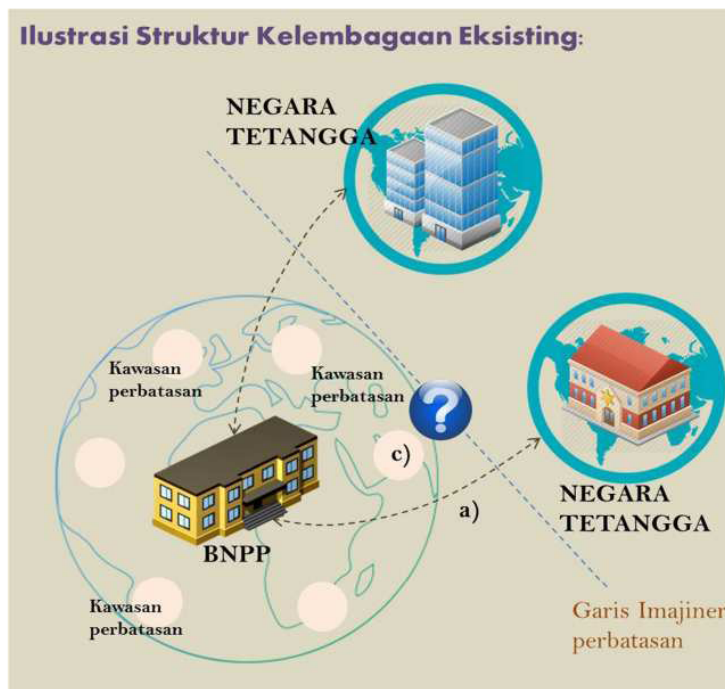 Ilustrasi Struktur Kelembagaan Eksisting:
NEGARA
TETANGGA
Kawasan
perbatasan
Kawasan
perbatasan
?
c)
a)
BNPP
NEGARA
TETANGGA
Kawasan
perbatasan
Garis Imajiner
perbatasan